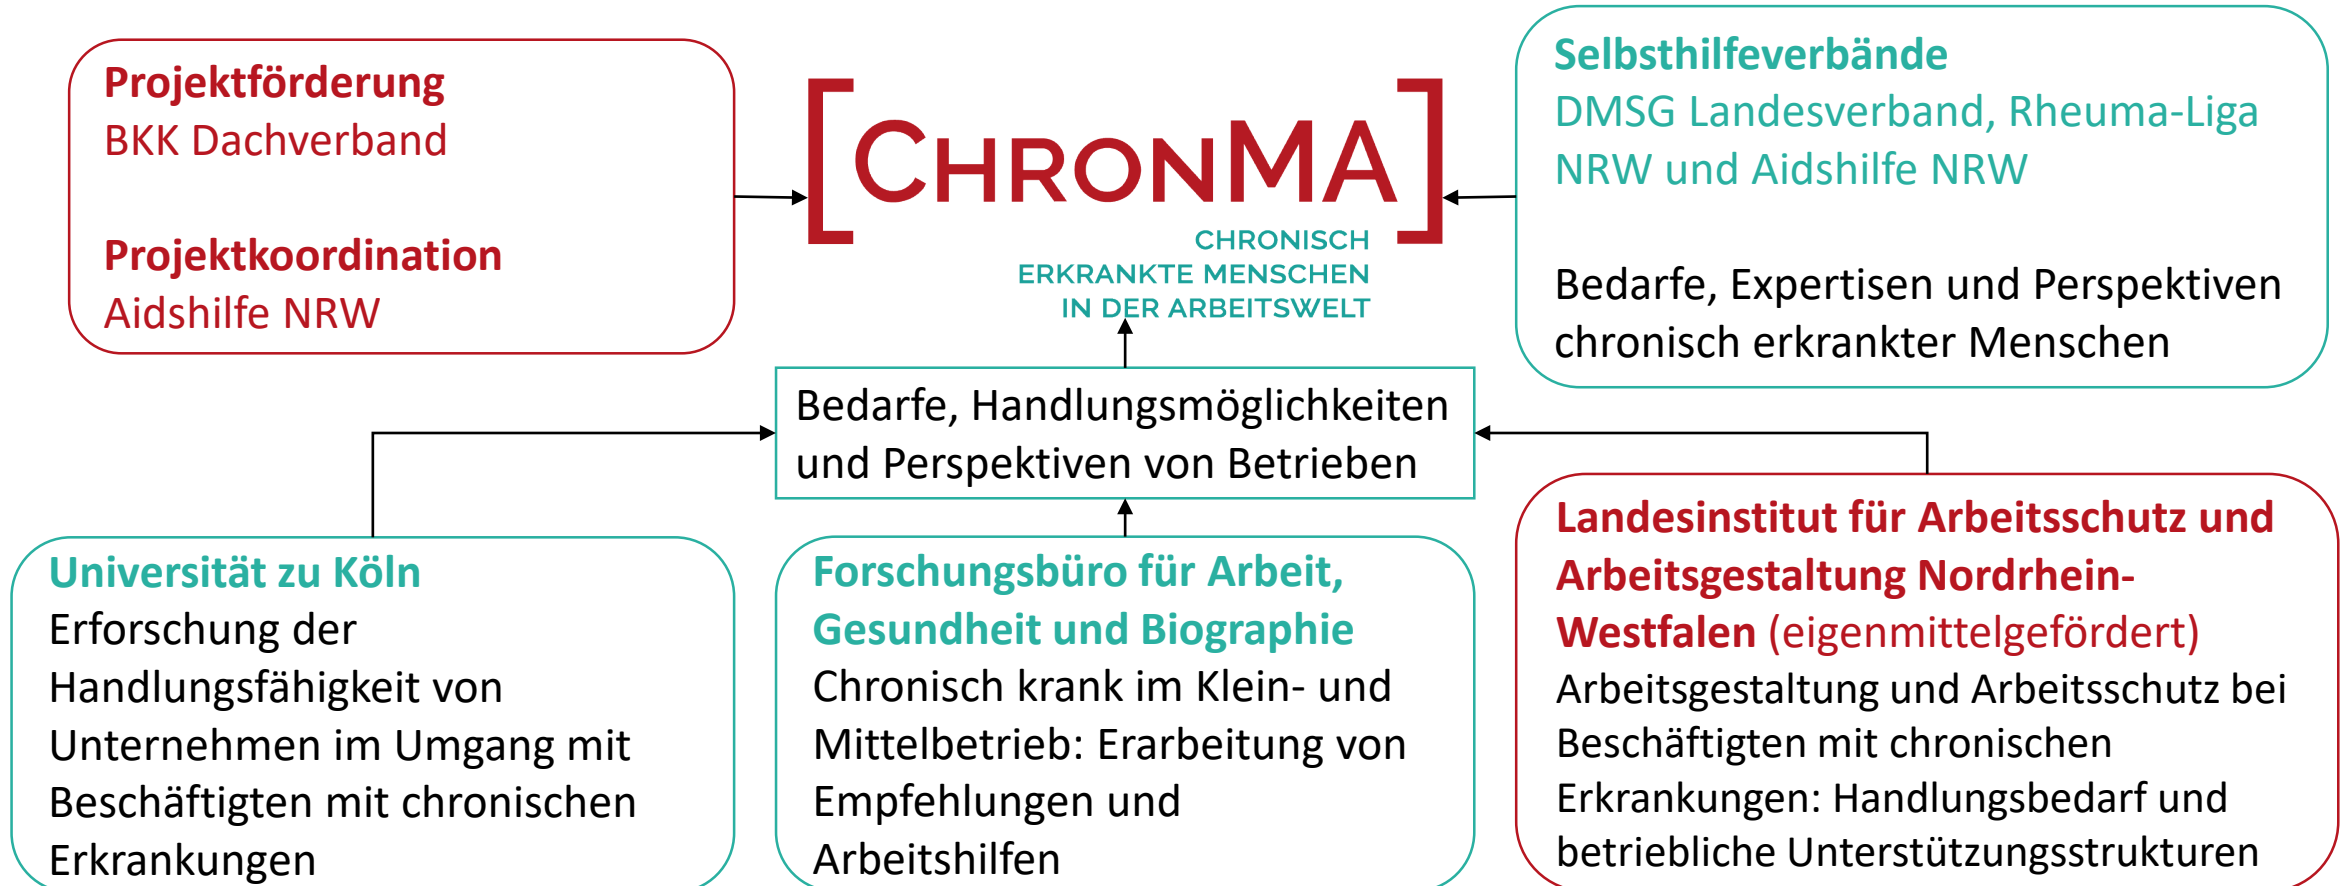 Projektförderung
BKK Dachverband
Projektkoordination
Aidshilfe NRW
[CHRONMA]
CHRONISCH
ERKRANKTE MENSCHEN
IN DER ARBEITSWELT
Selbsthilfeverbände
DMSG Landesverband, Rheuma-Liga
NRW und Aidshilfe NRW
Bedarfe, Expertisen und Perspektiven
chronisch erkrankter Menschen
Bedarfe, Handlungsmöglichkeiten
und Perspektiven von Betrieben
Universität zu Köln
Erforschung der
Handlungsfähigkeit von
Unternehmen im Umgang mit
Beschäftigten mit chronischen
Erkrankungen
Forschungsbüro für Arbeit,
Gesundheit und Biographie
Chronisch krank im Klein- und
Mittelbetrieb: Erarbeitung von
Empfehlungen und
Arbeitshilfen
Landesinstitut für Arbeitsschutz und
Arbeitsgestaltung Nordrhein-
Westfalen (eigenmittelgefördert)
Arbeitsgestaltung und Arbeitsschutz bei
Beschäftigten mit chronischen
Erkrankungen: Handlungsbedarf und
betriebliche Unterstützungsstrukturen